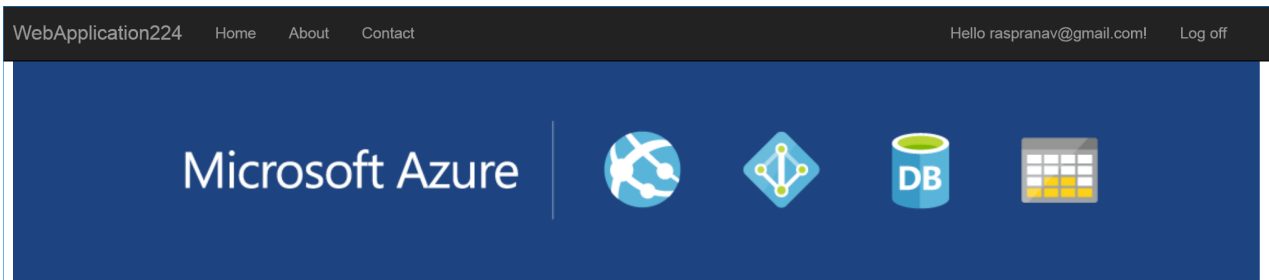 WebApplication224 Home About Contact Hello raspranav@gmail.com! Log off
Microsoft Azure DB